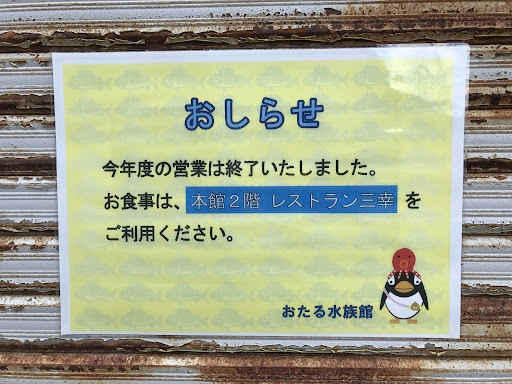 おしらせ
今年度の営業は終了いたしました。
お食事は、本館2階 レストラン三幸 を
ご利用ください。
おたる水族館